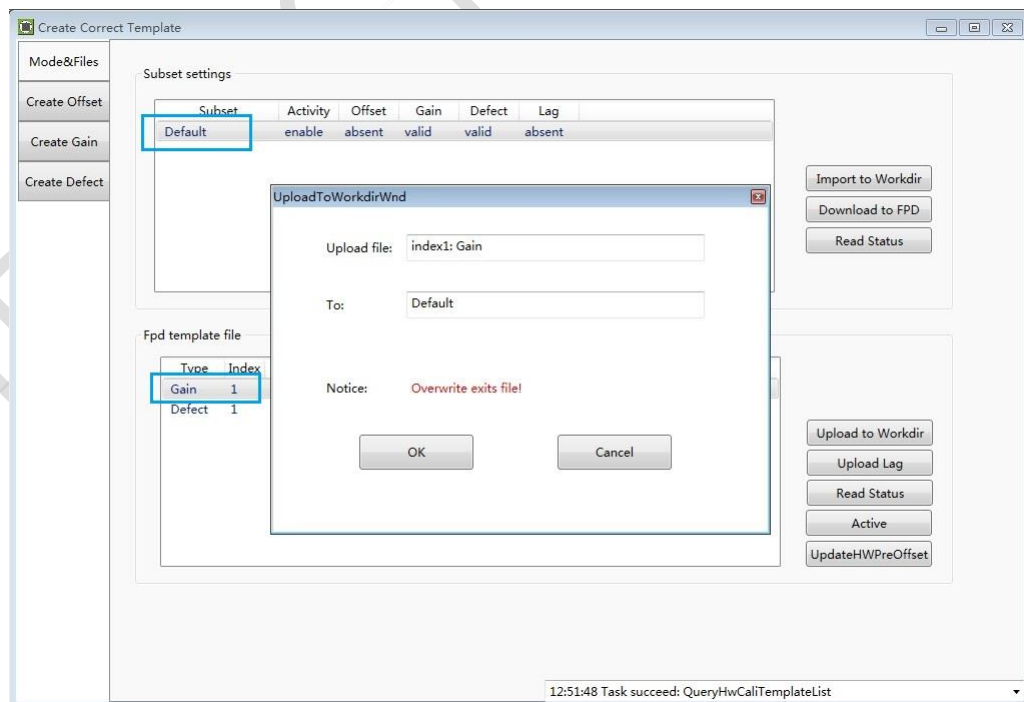 Create Correct Template
Mode&Files
Create Offset
Create Gain
Create Defect
Subset settings
Subset Activity Offset Gain Defect Lag
Default enable absent valid valid absent
Import to Workdir
Download to FPD
Read Status
UploadToWorkdirWnd
Upload file: index1: Gain
To: Default
Notice: Overwrite exits file!
OK Cancel
Fpd template file
Type Index
Gain 1
Defect 1
Upload to Workdir
Upload Lag
Read Status
Active
UpdateHWPreOffset
12:51:48 Task succeed: QueryHwCaliTemplateList